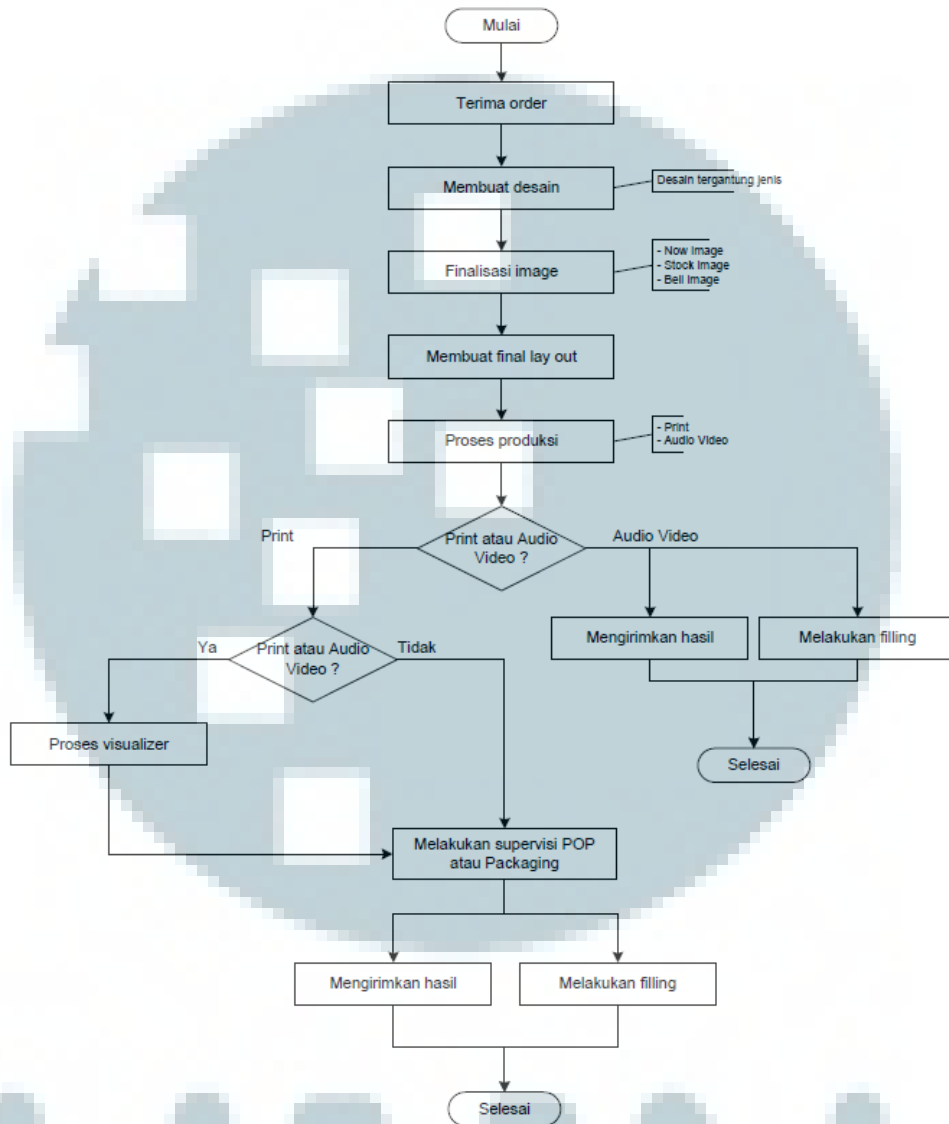 Mulai
Terima order
Membuat desain
Desain tergantung jenis
Finalisasi image
- Now Image
- Stock Image
- Beli Image
Membuat final lay out
Proses produksi
- Print
- Audio Video
Print atau Audio
Video ?
Print
Audio Video
Print atau Audio
Video ?
Ya
Tidak
Mengirimkan hasil
Melakukan filling
Proses visualizer
Selesai
Melakukan supervisi POP
atau Packaging
Mengirimkan hasil
Melakukan filling
Selesai